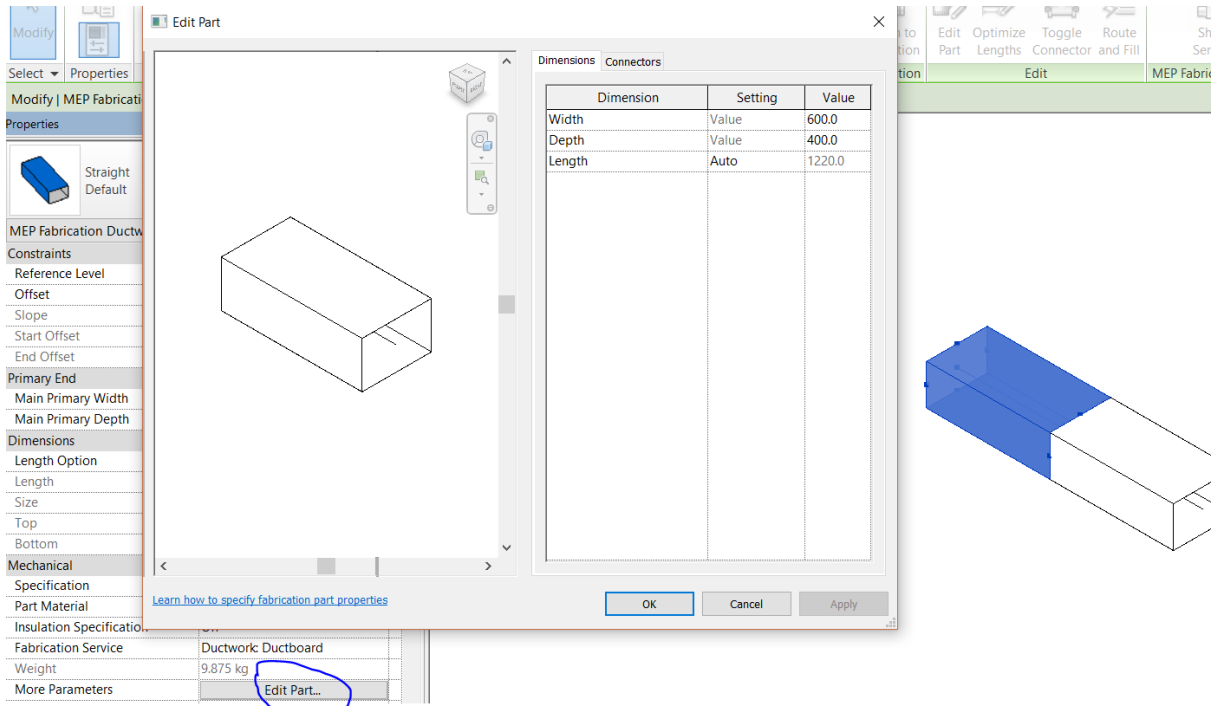 Edit Part
Modify
to
Edit Optimize Toggle Route
Part Lengths Connector and Fill
Select Properties
Edit
MEP Fabric
Modify | MEP Fabricati
Properties
Straight
Default
MEP Fabrication Ductw
Constraints
Reference Level
Offset
Slope
Start Offset
End Offset
Primary End
Main Primary Width
Main Primary Depth
Dimensions
Length Option
Length
Size
Top
Bottom
Mechanical
Specification
Part Material
Insulation Specification
Fabrication Service Ductwork: Ductboard
Weight 9.875 kg
More Parameters Edit Part...
Dimensions Connectors
Dimension Setting Value
Width Value 600.0
Depth Value 400.0
Length Auto 1220.0
Learn how to specify fabrication part properties
OK Cancel Apply